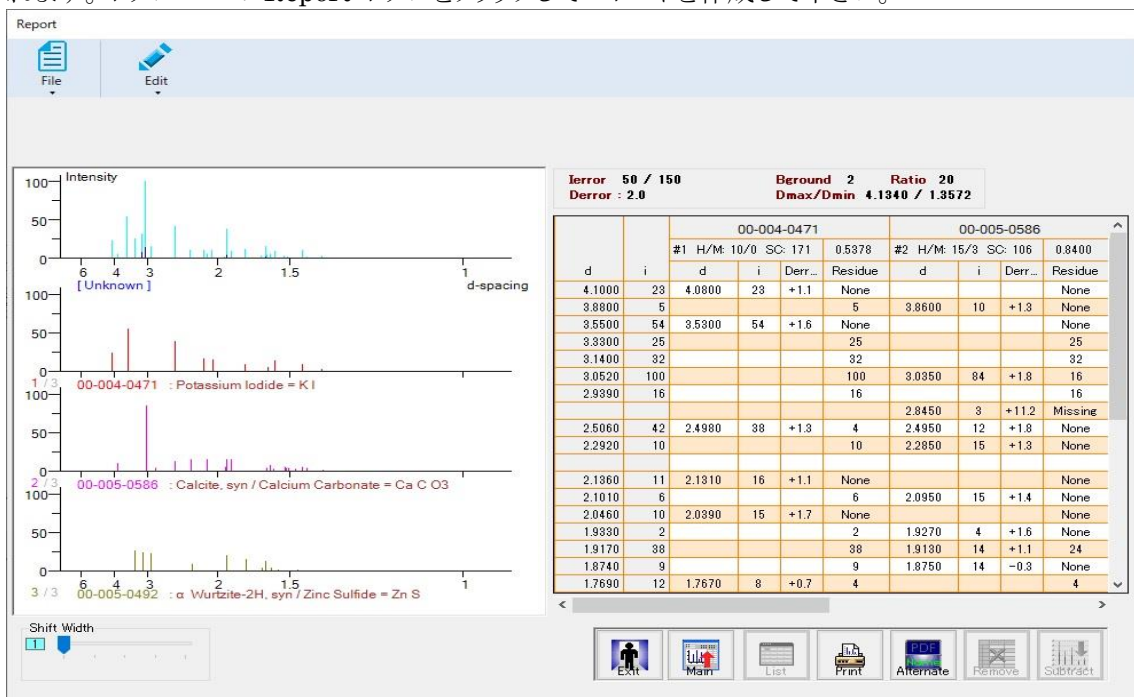 Report
File
Edit
Intensity
100
50
0
6 4 3 2 1.5 1
[Unknown]
d-spacing
100
50
0
1 / 3 00-004-0471 : Potassium Iodide = K I
100
50
0
2 / 3 00-005-0586 : Calcite, syn / Calcium Carbonate = Ca C O3
100
50
0
6 4 3 2 1.5 1
3 / 3 00-005-0492 : α Wurtzite-2H, syn / Zinc Sulfide = Zn S
Shift Width
1
Ierror 50 / 150 Bground 2 Ratio 20
Derror : 2.0 Dmax/Dmin 4.1340 / 1.3572
00-004-0471 00-005-0586
#1 H/M: 10/0 SC: 171 0.5378 #2 H/M: 15/3 SC: 106 0.8400
d i d i Derr... Residue d i Derr... Residue
4.1000 23 4.0800 23 +1.1 None None
3.8800 5 5 3.8600 10 +1.3 None
3.5500 54 3.5300 54 +1.6 None None
3.3300 25 25 25
3.1400 32 32 32
3.0520 100 100 3.0350 84 +1.8 16
2.9390 16 16 16
2.8450 3 +11.2 Missing
2.5060 42 2.4980 38 +1.3 4 2.4950 12 +1.8 None
2.2920 10 10 2.2850 15 +1.3 None
2.1360 11 2.1310 16 +1.1 None None
2.1010 6 6 2.0950 15 +1.4 None
2.0460 10 2.0390 15 +1.7 None None
1.9330 2 2 1.9270 4 +1.6 None
1.9170 38 38 1.9130 14 +1.1 24
1.8740 9 9 1.8750 14 -0.3 None
1.7690 12 1.7670 8 +0.7 4 4
Exit Main List Print Alternate Remove Subtract
PDF